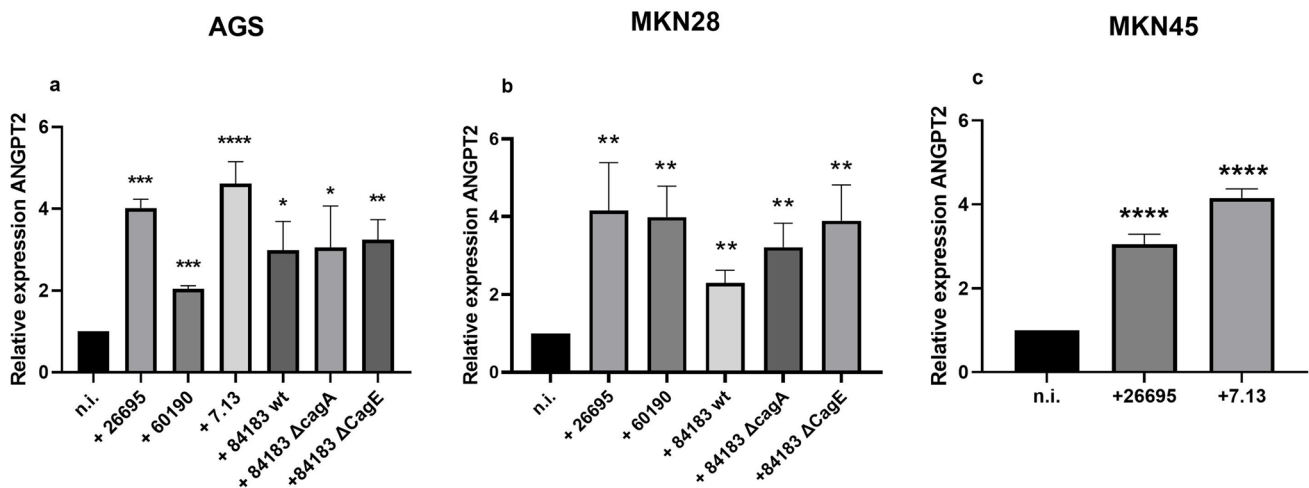 AGS
a
Relative expression ANGPT2
6
4
2
0
***
***
****
*
*
**
n.i.
+ 26695
+ 60190
+7.13
+ 84183 wt
+ 84183 ΔcagA
+84183 ΔCagE
MKN28
b
Relative expression ANGPT2
6
4
2
0
**
**
**
**
**
n.i.
+ 26695
+ 60190
+84183 wt
+ 84183 ΔcagA
+84183 ΔCagE
MKN45
c
Relative expression ANGPT2
6
4
2
0
****
****
n.i.
+26695
+7.13